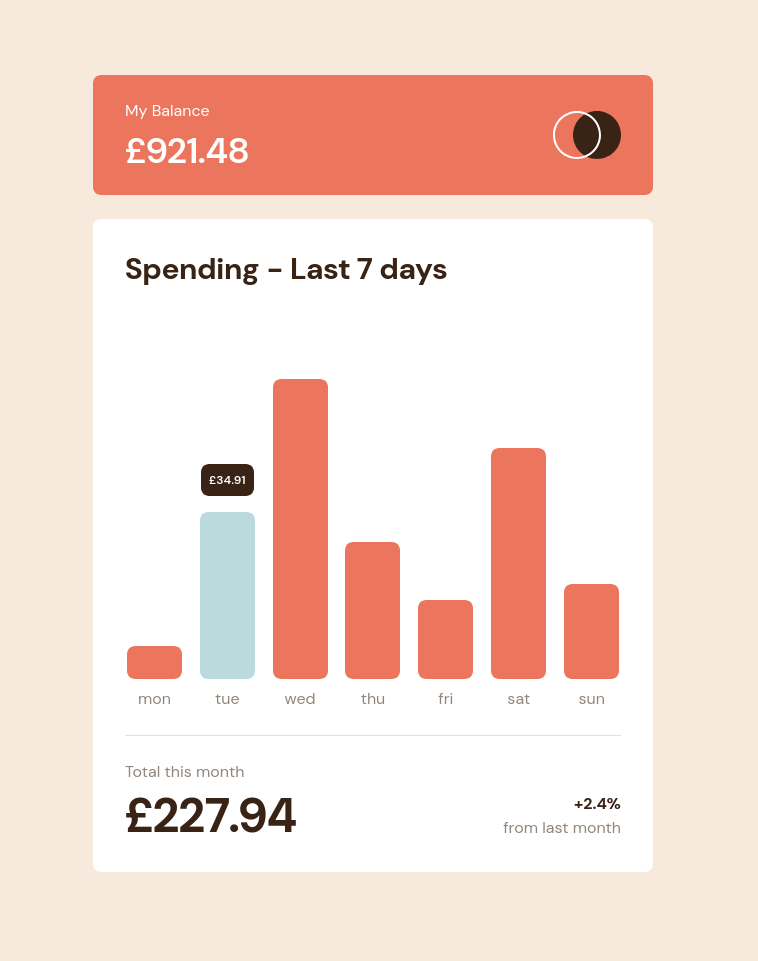 My Balance
£921.48
Spending - Last 7 days
£34.91
mon tue wed thu fri sat sun
Total this month
£227.94
+2.4%
from last month